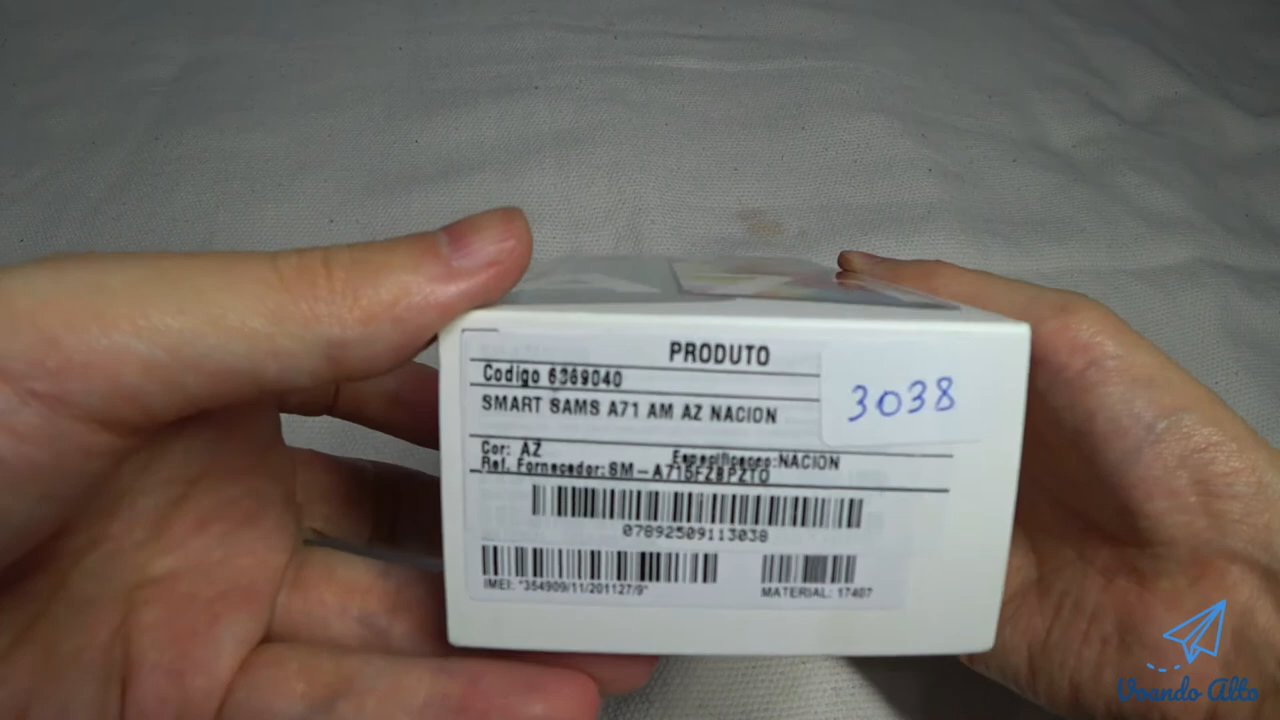 PRODUTO
Codigo 6369040
3038
SMART SAMS A71 AM AZ NACION
Cor: AZ Especificacao:NACION
Ref. Fornecedor: SM-A715FZBPZTO
07892509113038
IMEI: "354909/11/201127/9"
MATERIAL: 17407
Voando Alto